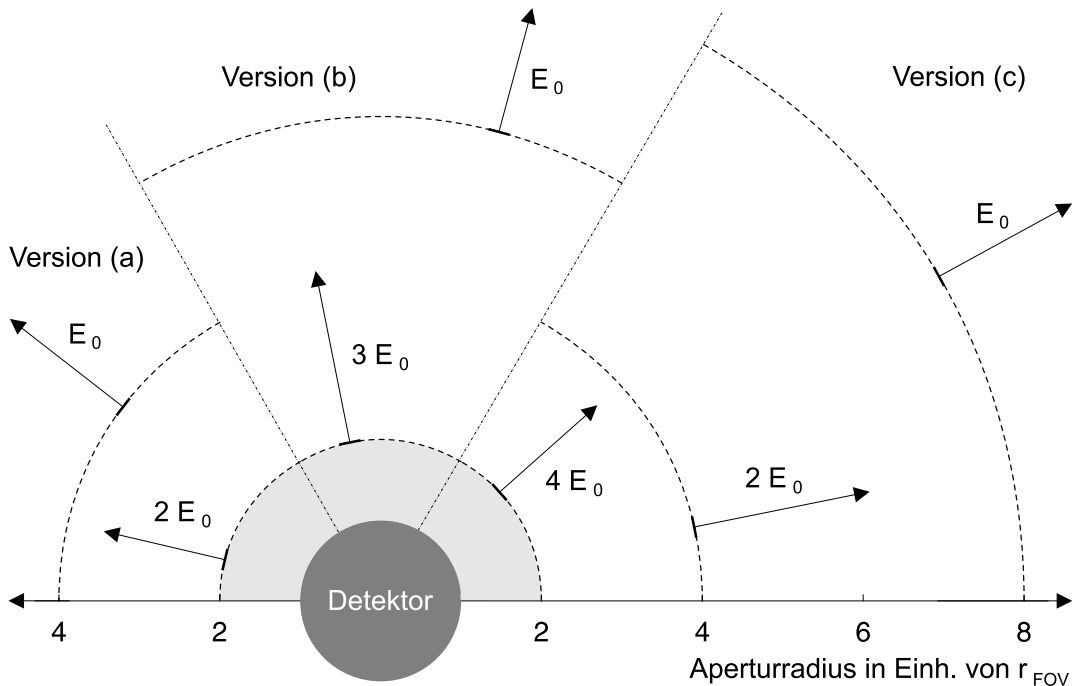 Version (b)
E 0
Version (c)
E 0
Version (a)
E 0
3 E 0
2 E 0
4 E 0
2 E 0
Detektor
4
2
2
4
6
8
Aperturradius in Einh. von r FOV